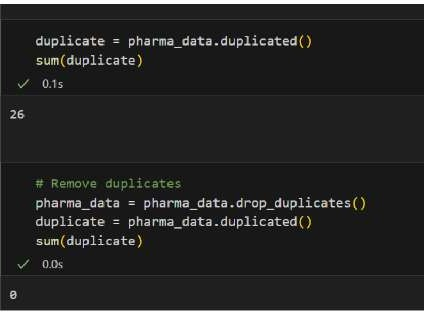 duplicate = pharma_data.duplicated()
sum(duplicate)
✓ 0.1s
26
# Remove duplicates
pharma_data = pharma_data.drop_duplicates()
duplicate = pharma_data.duplicated()
sum(duplicate)
✓ 0.0s
0